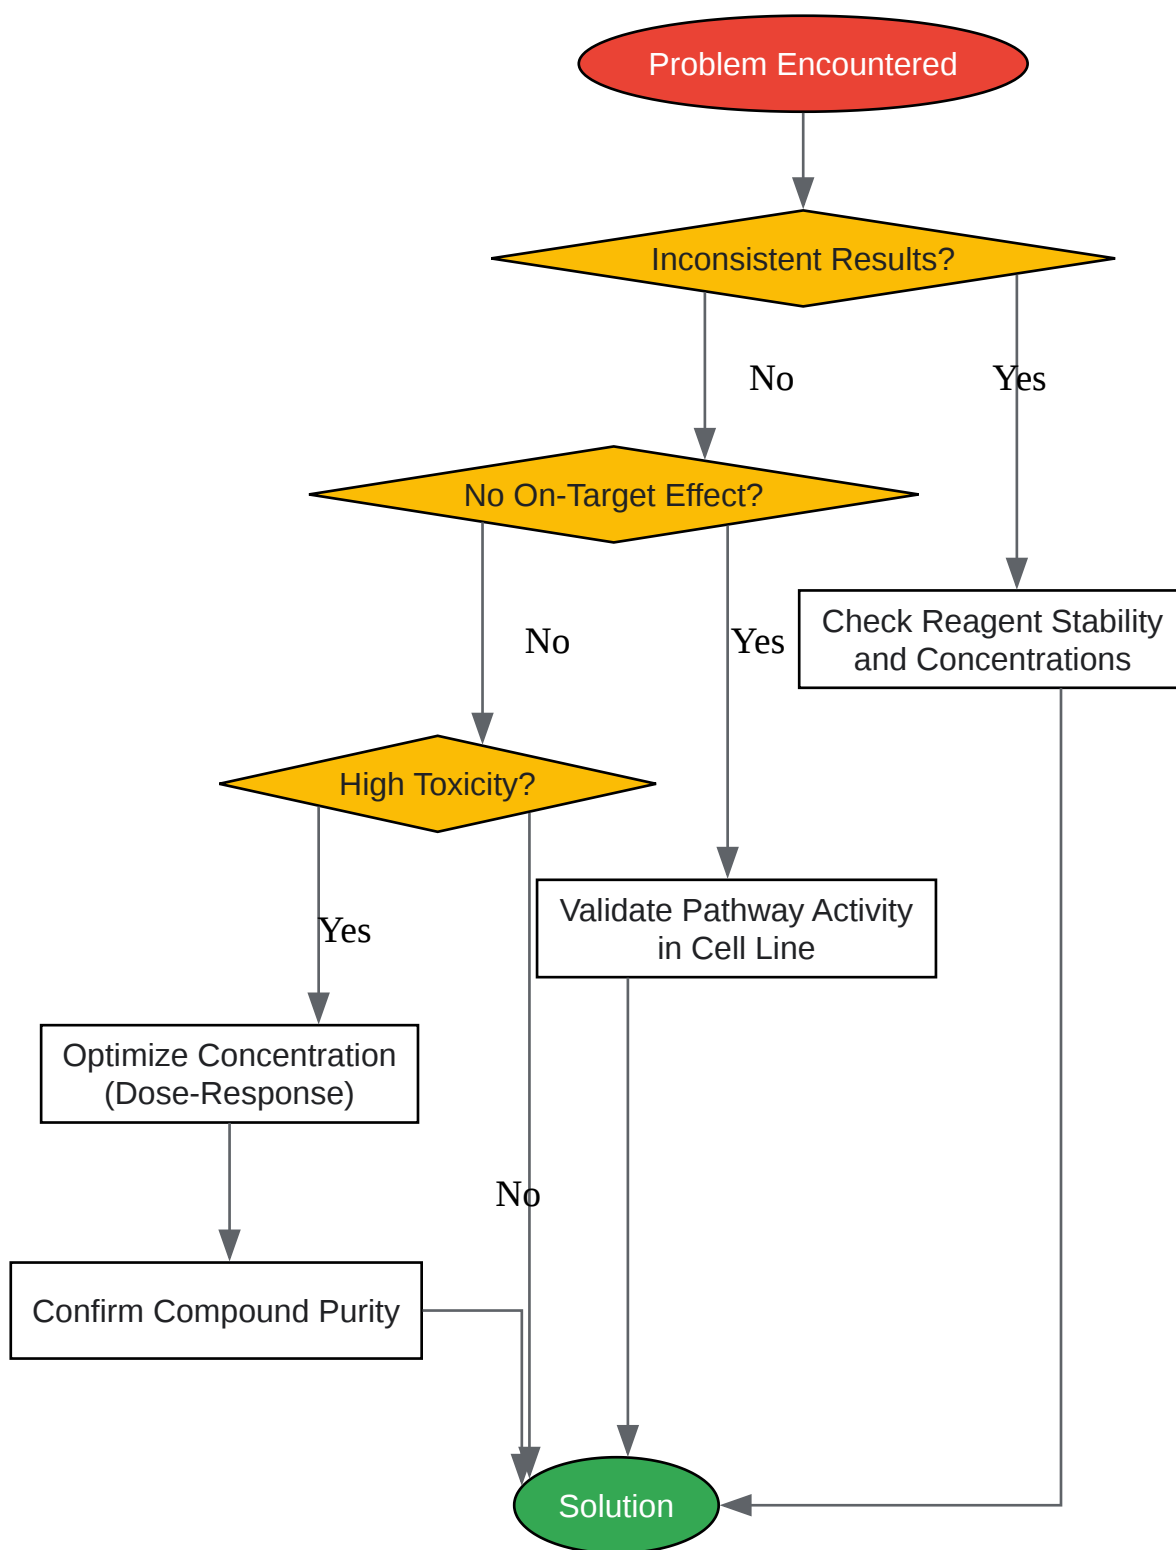 Problem Encountered
Inconsistent Results?
No
Yes
No On-Target Effect?
No
Yes
Check Reagent Stability
and Concentrations
High Toxicity?
Yes
Validate Pathway Activity
in Cell Line
Optimize Concentration
(Dose-Response)
No
Confirm Compound Purity
Solution